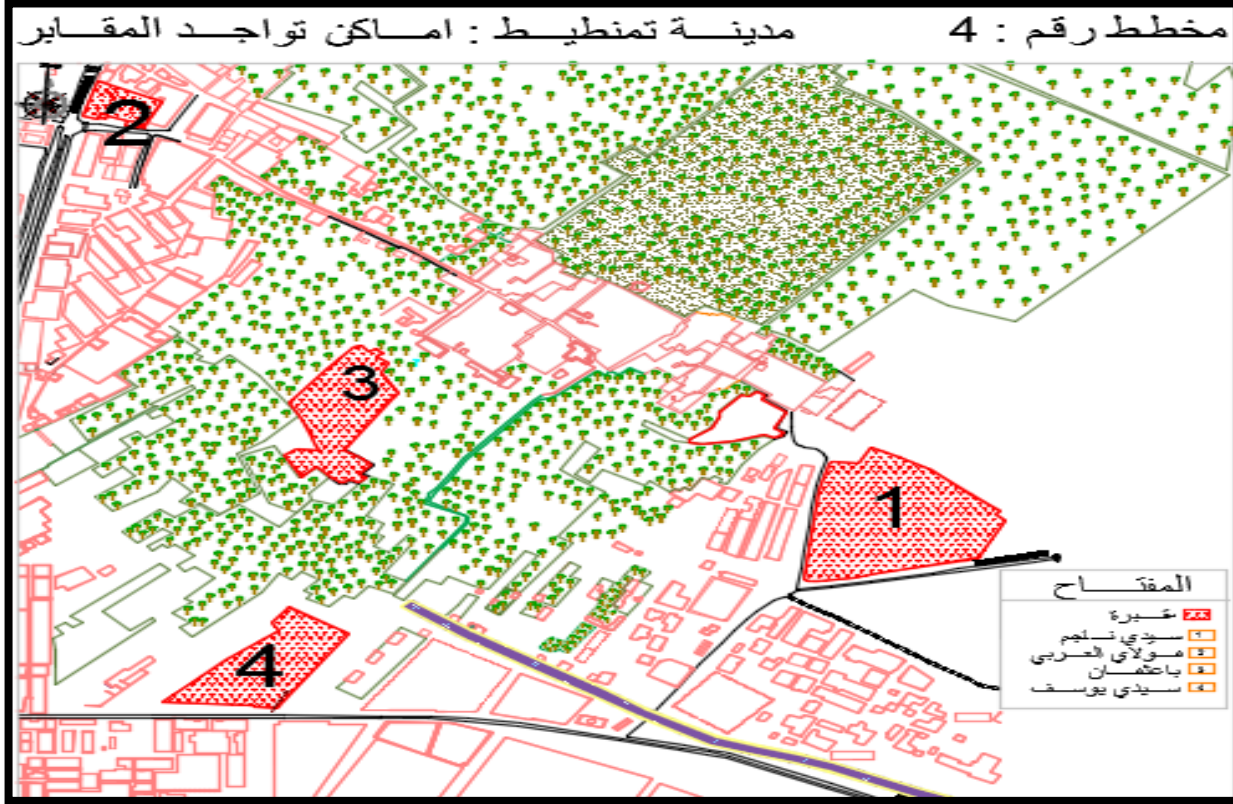 مخطط رقم : 4 مدينة تمنطيط : اماكن تواجد المقابر
2
3
1
4
المفتاح
مقبرة
1 سيدي ناجم
2 مولاي العربي
3 باعثمان
4 سيدي يوسف